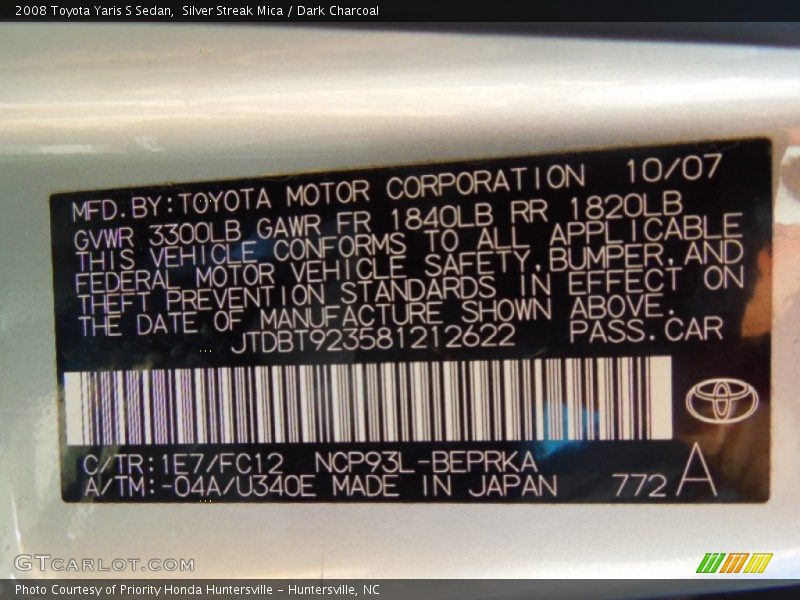 2008 Toyota Yaris S Sedan,  Silver Streak Mica / Dark Charcoal
MFD.BY:TOYOTA MOTOR CORPORATION 10/07
GVWR 3300LB GAWR FR 1840LB RR 1820LB
THIS VEHICLE CONFORMS TO ALL APPLICABLE
FEDERAL MOTOR VEHICLE SAFETY,BUMPER,AND
THEFT PREVENTION STANDARDS IN EFFECT ON
THE DATE OF MANUFACTURE SHOWN ABOVE.
JTDBT923581212622 PASS.CAR
C/TR:1E7/FC12 NCP93L-BEPRKA
A/TM:-04A/U340E MADE IN JAPAN 772A
GTCARLOT.COM
Photo Courtesy of Priority Honda Huntersville - Huntersville, NC